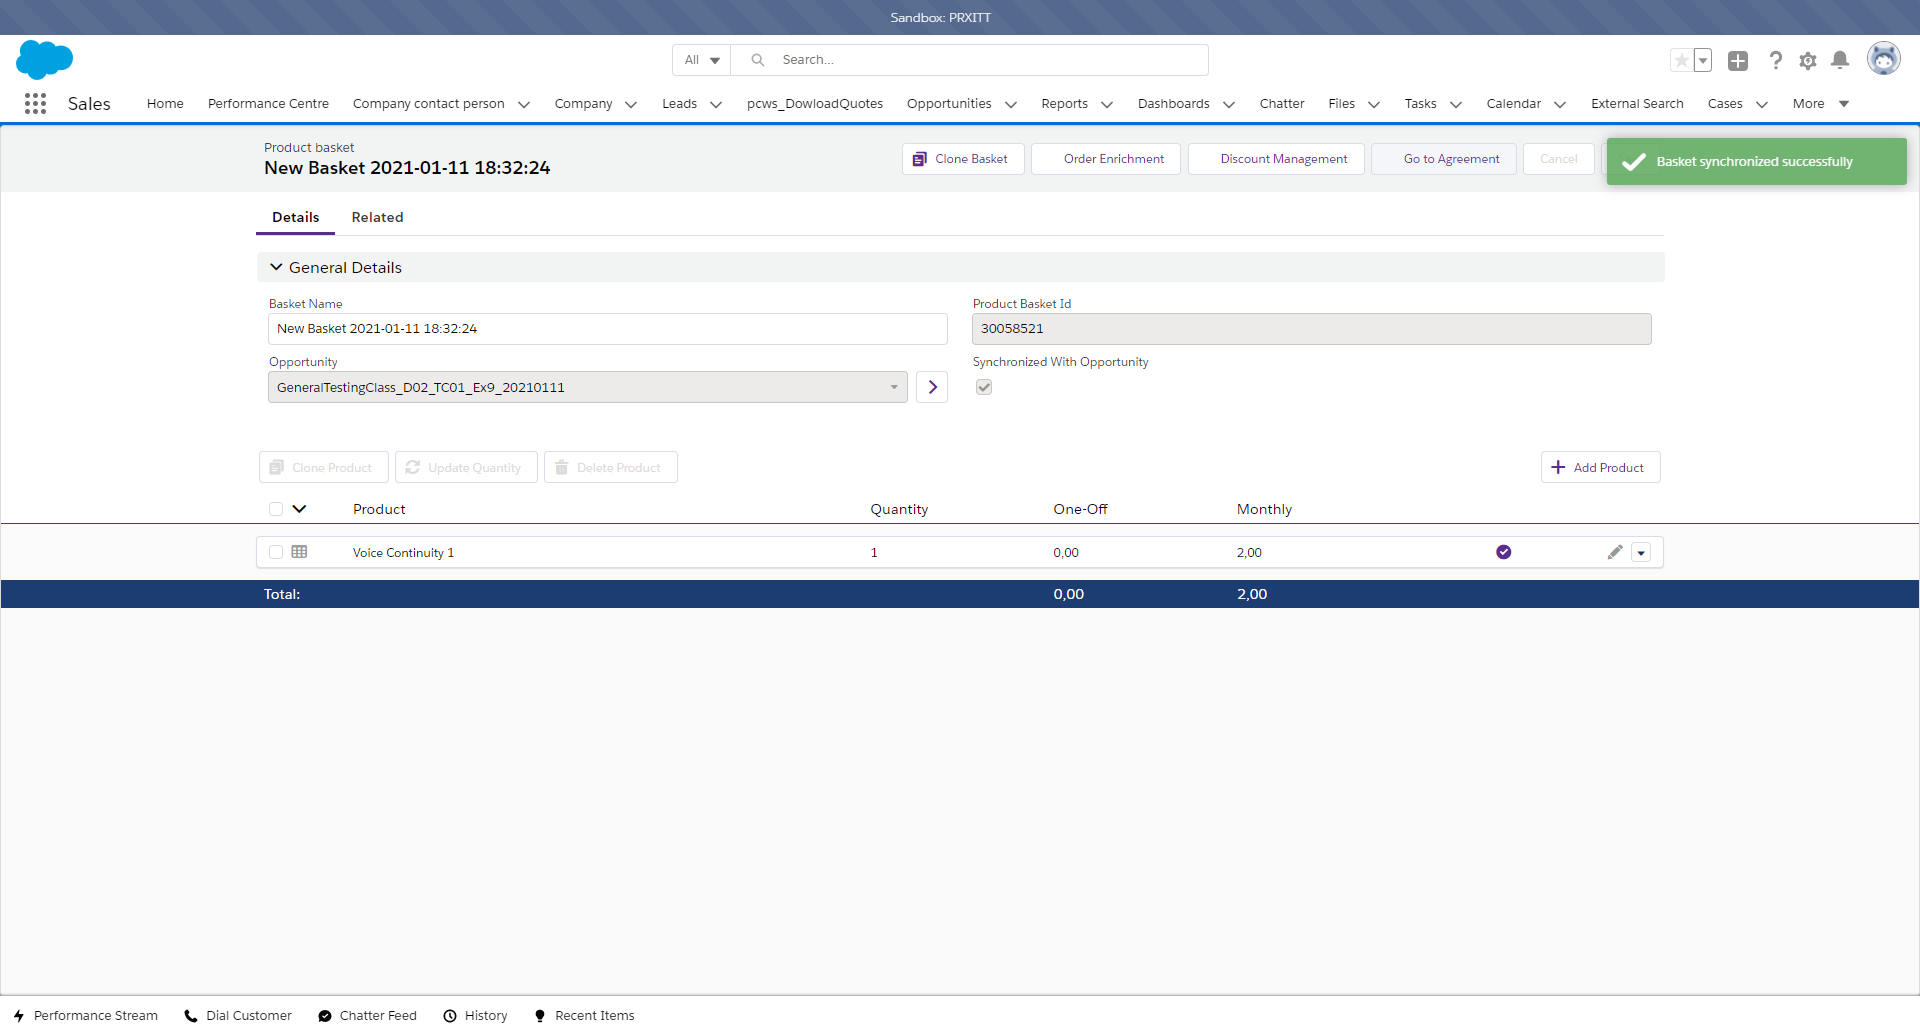 Sandbox: PRXITT
All
Search...
Sales
Home
Performance Centre
Company contact person
Company
Leads
pcws_DowloadQuotes
Opportunities
Reports
Dashboards
Chatter
Files
Tasks
Calendar
External Search
Cases
More
Product basket
New Basket 2021-01-11 18:32:24
Clone Basket
Order Enrichment
Discount Management
Go to Agreement
Cancel
Basket synchronized successfully
Details
Related
General Details
Basket Name
New Basket 2021-01-11 18:32:24
Product Basket Id
30058521
Opportunity
GeneralTestingClass_D02_TC01_Ex9_20210111
Synchronized With Opportunity
Clone Product
Update Quantity
Delete Product
Add Product
Product Quantity One-Off Monthly
Voice Continuity 1 1 0,00 2,00
Total: 0,00 2,00
Performance Stream
Dial Customer
Chatter Feed
History
Recent Items